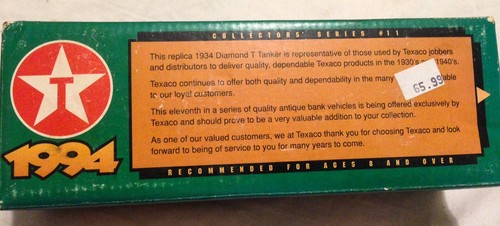 COLLECTORS' SERIES #11
This replica 1934 Diamond T Tanker is representative of those used by Texaco jobbers
and distributors to deliver quality, dependable Texaco products in the 1930's 1940's.
Texaco continues to offer both quality and dependability in the many able
to our loyal customers.
65.99
This eleventh in a series of quality antique bank vehicles is being offered exclusively by
Texaco and should prove to be a very valuable addition to your collection.
As one of our valued customers, we at Texaco thank you for choosing Texaco and look
forward to being of service to you for many years to come.
RECOMMENDED FOR AGES 8 AND OVER
T
1994